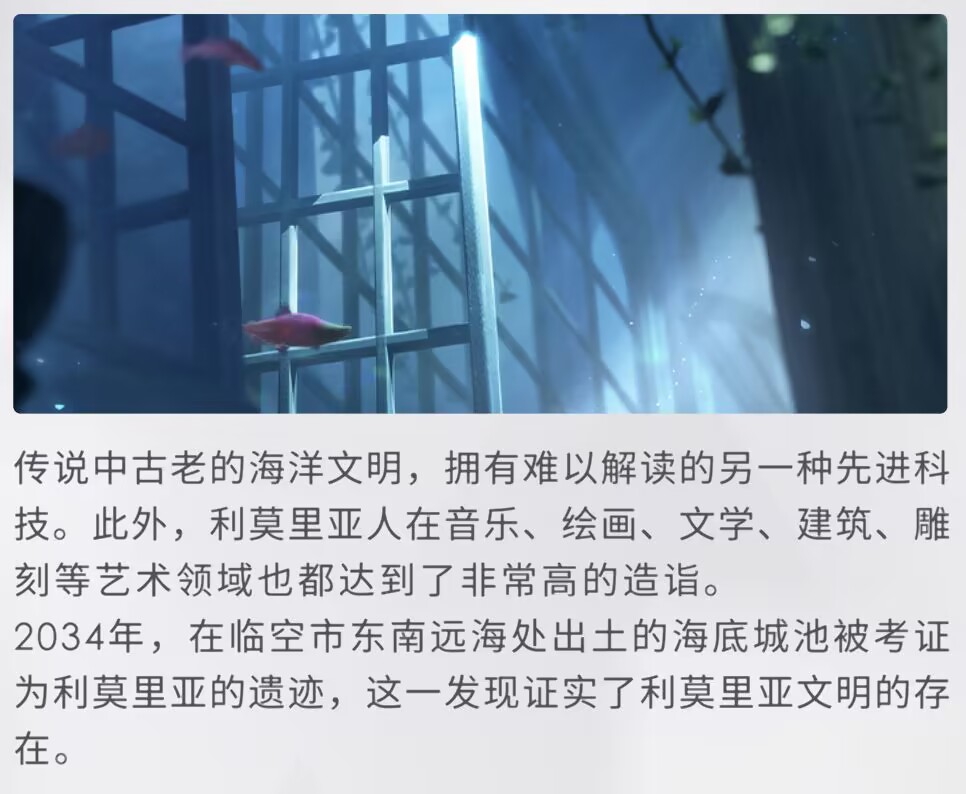 传说中古老的海洋文明，拥有难以解读的另一种先进科
技。此外，利莫里亚人在音乐、绘画、文学、建筑、雕
刻等艺术领域也都达到了非常高的造诣。
2034年，在临空市东南远海处出土的海底城池被考证
为利莫里亚的遗迹，这一发现证实了利莫里亚文明的存
在。